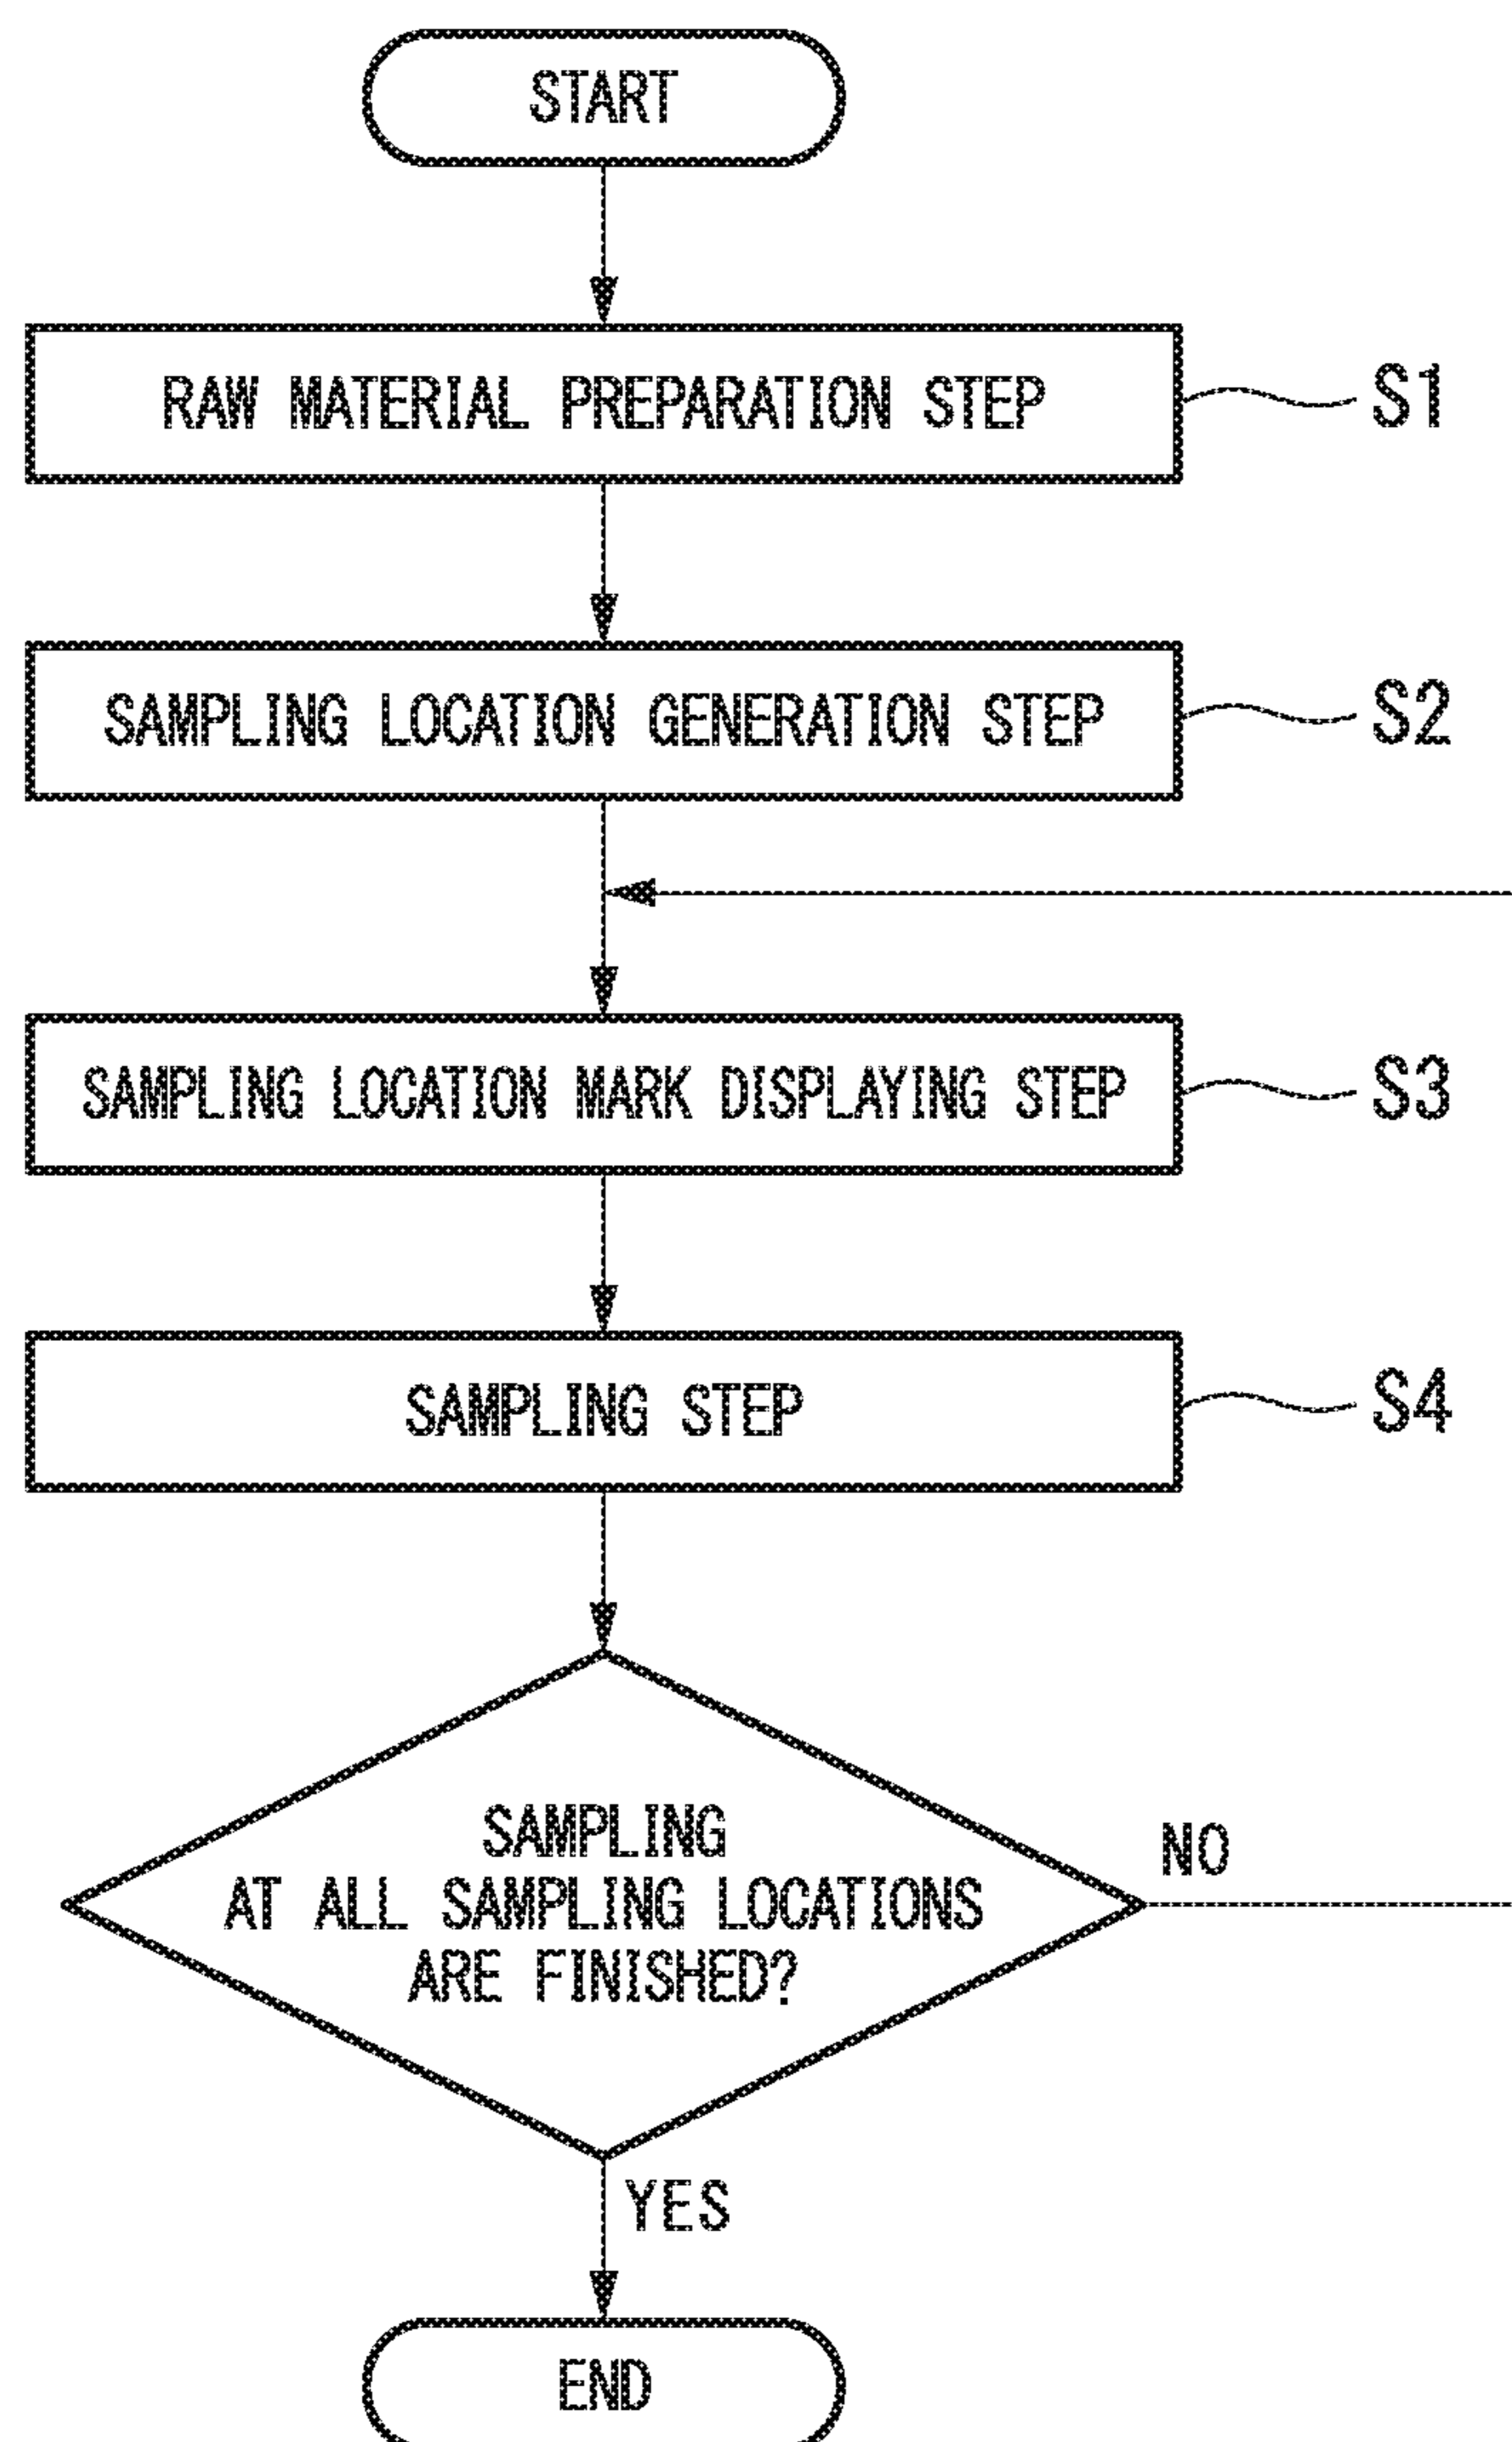 START
RAW MATERIAL PREPARATION STEP
S1
SAMPLING LOCATION GENERATION STEP
S2
SAMPLING LOCATION MARK DISPLAYING STEP
S3
SAMPLING STEP
S4
SAMPLING
AT ALL SAMPLING LOCATIONS
ARE FINISHED?
NO
YES
END